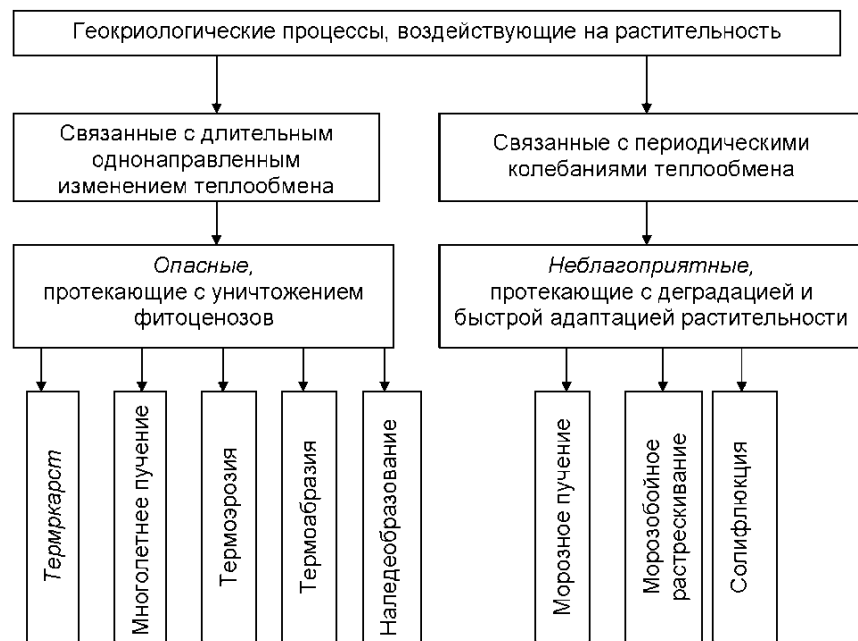 Геокриологические процессы, воздействующие на растительность
Связанные с длительным
однонаправленным
изменением теплообмена
Связанные с периодическими
колебаниями теплообмена
Опасные,
протекающие с уничтожением
фитоценозов
Неблагоприятные,
протекающие с деградацией и
быстрой адаптацией растительности
Термркарст
Многолетнее пучение
Термоэрозия
Термоабразия
Наледеобразование
Морозное пучение
Морозобойное
растрескивание
Солифлюкция